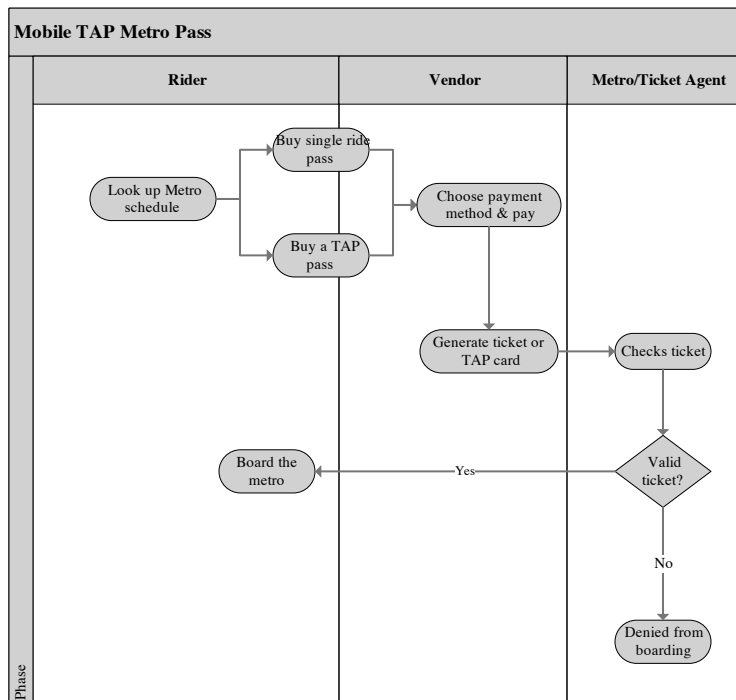 Mobile TAP Metro Pass
Rider
Vendor
Metro/Ticket Agent
Buy single ride
pass
Look up Metro
schedule
Choose payment
method & pay
Buy a TAP
pass
Generate ticket or
TAP card
Checks ticket
Board the
metro
Yes
Valid
ticket?
No
Denied from
boarding
Phase